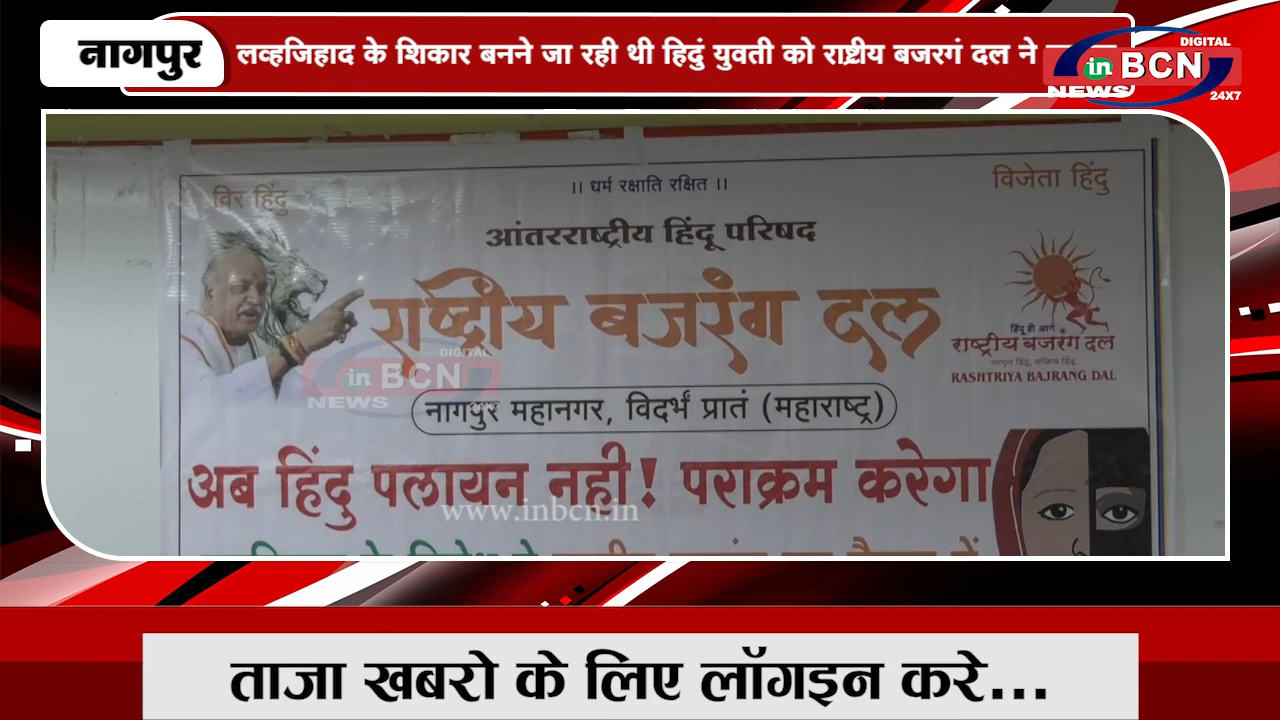 नागपुर
लव्हजिहाद के शिकार बनने जा रही थी हिदुं युवती को राष्ट्रीय बजरगं दल ने
DIGITAL
in BCN
NEWS
24X7
विर हिंदु
।। धर्म रक्षाति रक्षित ।।
विजेता हिंदु
आंतरराष्ट्रीय हिंदू परिषद
राष्ट्रीय बजरंग दल
हिंदू ही आगे
राष्ट्रीय बजरंग दल
RASHTRIYA BAJRANG DAL
DIGITAL
in BCN
NEWS
नागपुर महानगर, विदर्भं प्रातं (महाराष्ट्र)
अब हिंदु पलायन नही! पराक्रम करेगा
www.inbcn.in
ताजा खबरो के लिए लॉगइन करे...